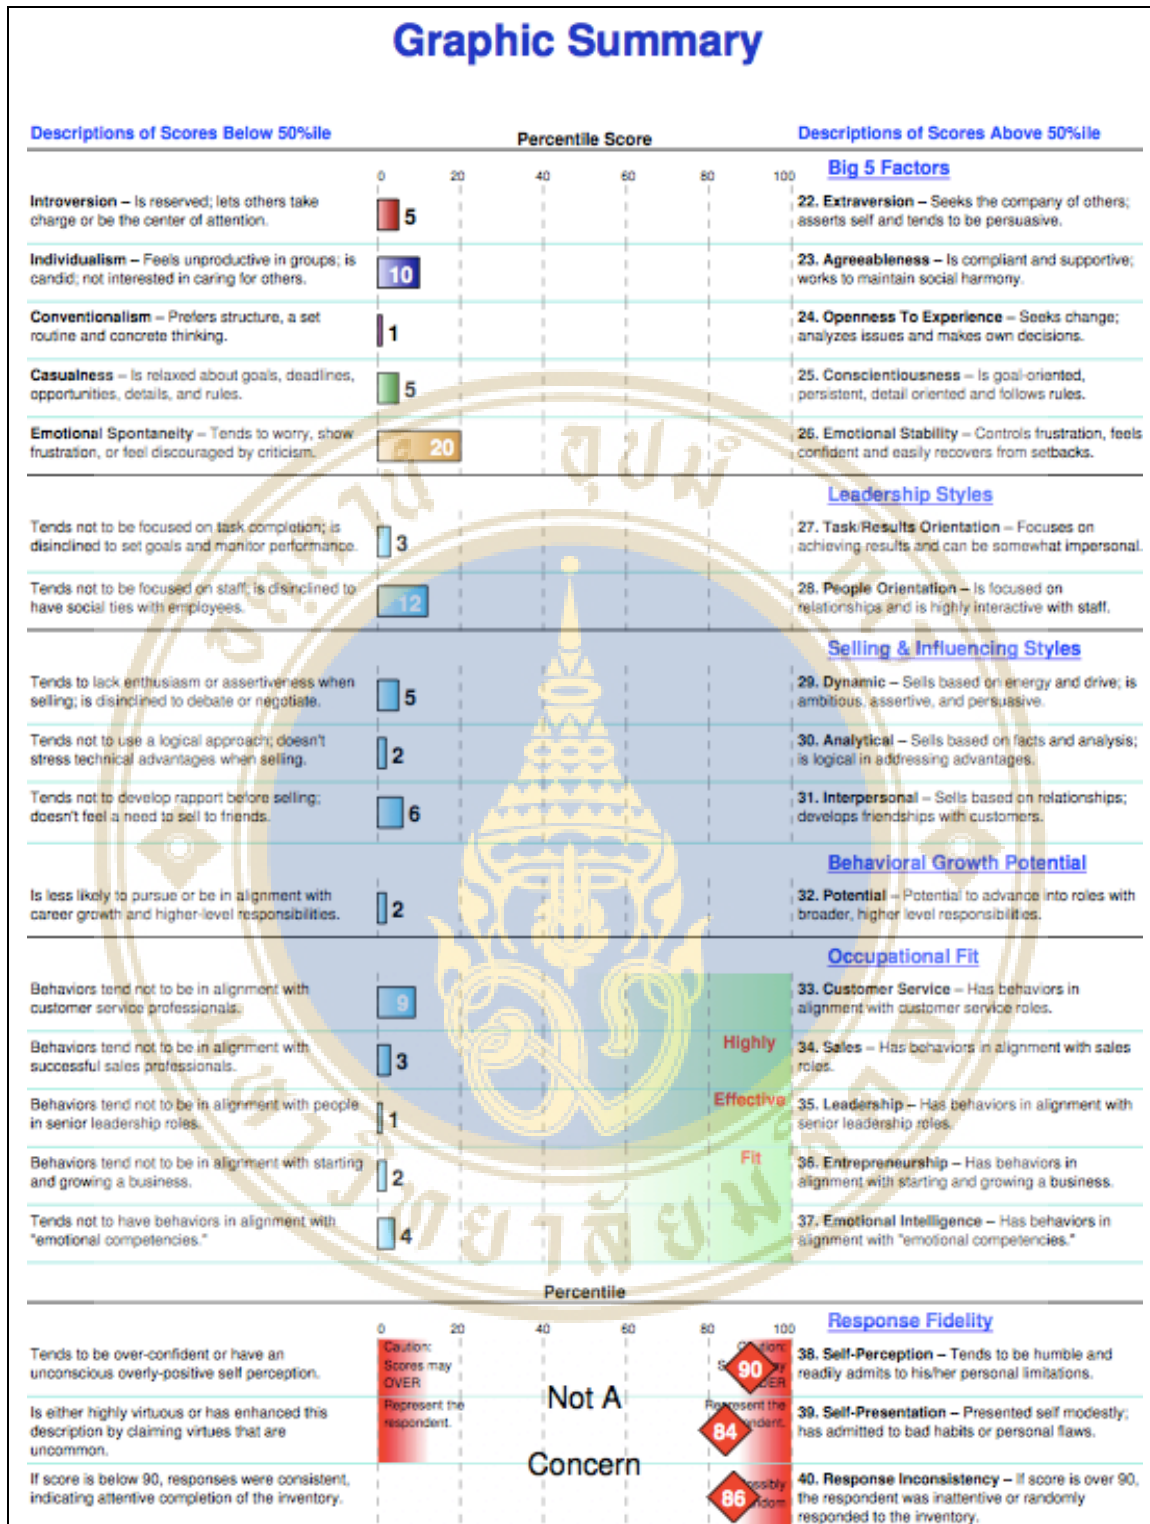 Graphic Summary
Descriptions of Scores Below 50%ile
Percentile Score
Descriptions of Scores Above 50%ile
0 20 40 60 80 100
Big 5 Factors
Introversion – Is reserved; lets others take
charge or be the center of attention.
5
22. Extraversion – Seeks the company of others;
asserts self and tends to be persuasive.
Individualism – Feels unproductive in groups; is
candid; not interested in caring for others.
10
23. Agreeableness – Is compliant and supportive;
works to maintain social harmony.
Conventionalism – Prefers structure, a set
routine and concrete thinking.
1
24. Openness To Experience – Seeks change;
analyzes issues and makes own decisions.
Casualness – Is relaxed about goals, deadlines,
opportunities, details, and rules.
5
25. Conscientiousness – Is goal-oriented,
persistent, detail oriented and follows rules.
Emotional Spontaneity – Tends to worry, show
frustration, or feel discouraged by criticism.
20
26. Emotional Stability – Controls frustration, feels
confident and easily recovers from setbacks.
Leadership Styles
Tends not to be focused on task completion; is
disinclined to set goals and monitor performance.
3
27. Task/Results Orientation – Focuses on
achieving results and can be somewhat impersonal.
Tends not to be focused on staff; is disinclined to
have social ties with employees.
12
28. People Orientation – Is focused on
relationships and is highly interactive with staff.
Selling & Influencing Styles
Tends to lack enthusiasm or assertiveness when
selling; is disinclined to debate or negotiate.
5
29. Dynamic – Sells based on energy and drive; is
ambitious, assertive, and persuasive.
Tends not to use a logical approach; doesn't
stress technical advantages when selling.
2
30. Analytical – Sells based on facts and analysis;
is logical in addressing advantages.
Tends not to develop rapport before selling;
doesn't feel a need to sell to friends.
6
31. Interpersonal – Sells based on relationships;
develops friendships with customers.
Behavioral Growth Potential
Is less likely to pursue or be in alignment with
career growth and higher-level responsibilities.
2
32. Potential – Potential to advance into roles with
broader, higher level responsibilities.
Occupational Fit
Behaviors tend not to be in alignment with
customer service professionals.
9
33. Customer Service – Has behaviors in
alignment with customer service roles.
Behaviors tend not to be in alignment with
successful sales professionals.
3
Highly
34. Sales – Has behaviors in alignment with sales
roles.
Behaviors tend not to be in alignment with people
in senior leadership roles.
1
Effective
35. Leadership – Has behaviors in alignment with
senior leadership roles.
Behaviors tend not to be in alignment with starting
and growing a business.
2
Fit
36. Entrepreneurship – Has behaviors in
alignment with starting and growing a business.
Tends not to have behaviors in alignment with
"emotional competencies."
4
37. Emotional Intelligence – Has behaviors in
alignment with "emotional competencies."
Percentile
0 20 40 60 80 100
Response Fidelity
Tends to be over-confident or have an
unconscious overly-positive self perception.
Caution:
Scores may
OVER
Represent the
respondent.
90
38. Self-Perception – Tends to be humble and
readily admits to his/her personal limitations.
Is either highly virtuous or has enhanced this
description by claiming virtues that are
uncommon.
Not A
Represent the
84
39. Self-Presentation – Presented self modestly;
has admitted to bad habits or personal flaws.
If score is below 90, responses were consistent,
indicating attentive completion of the inventory.
Concern
86
40. Response Inconsistency – If score is over 90,
the respondent was inattentive or randomly
responded to the inventory.